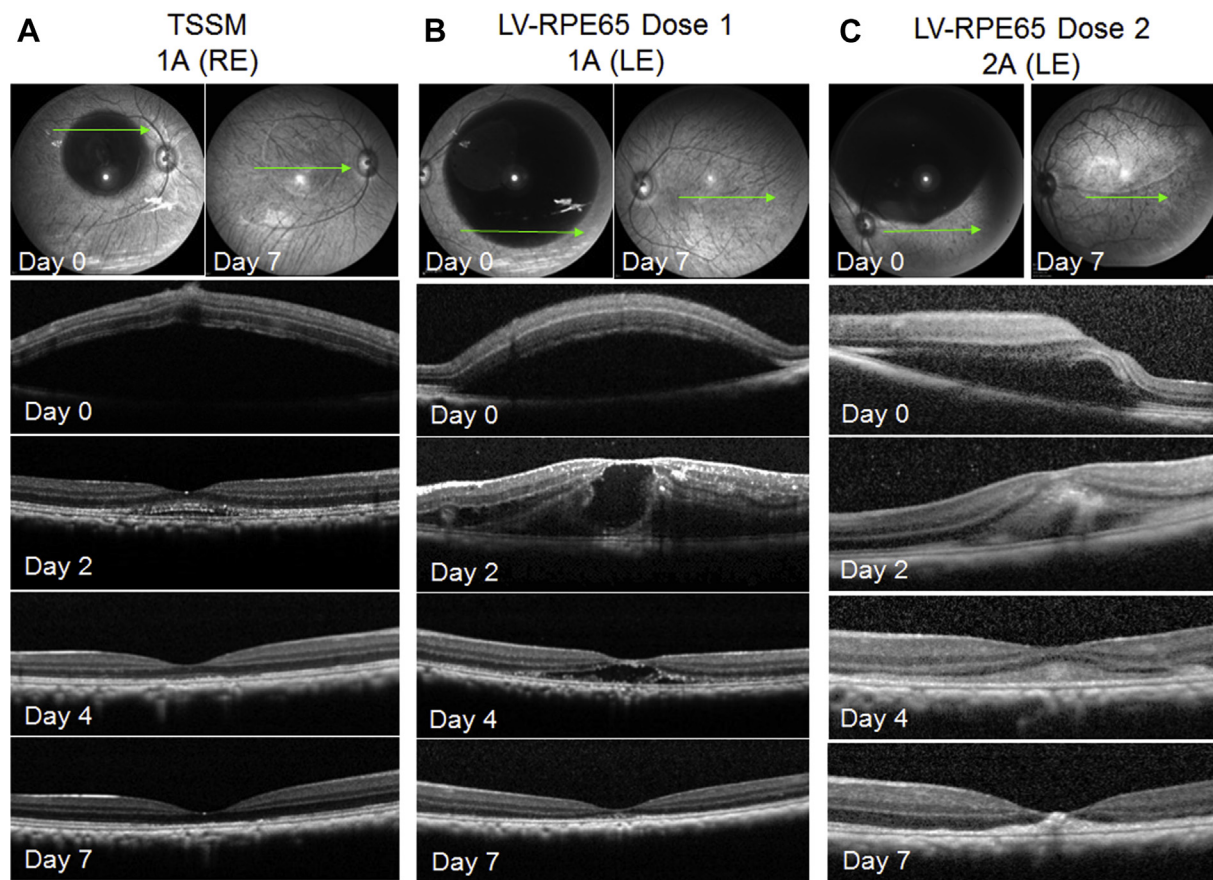 A
TSSM
1A (RE)
Day 0
Day 7
Day 0
Day 2
Day 4
Day 7
B
LV-RPE65 Dose 1
1A (LE)
Day 0
Day 7
Day 0
Day 2
Day 4
Day 7
C
LV-RPE65 Dose 2
2A (LE)
Day 0
Day 7
Day 0
Day 2
Day 4
Day 7